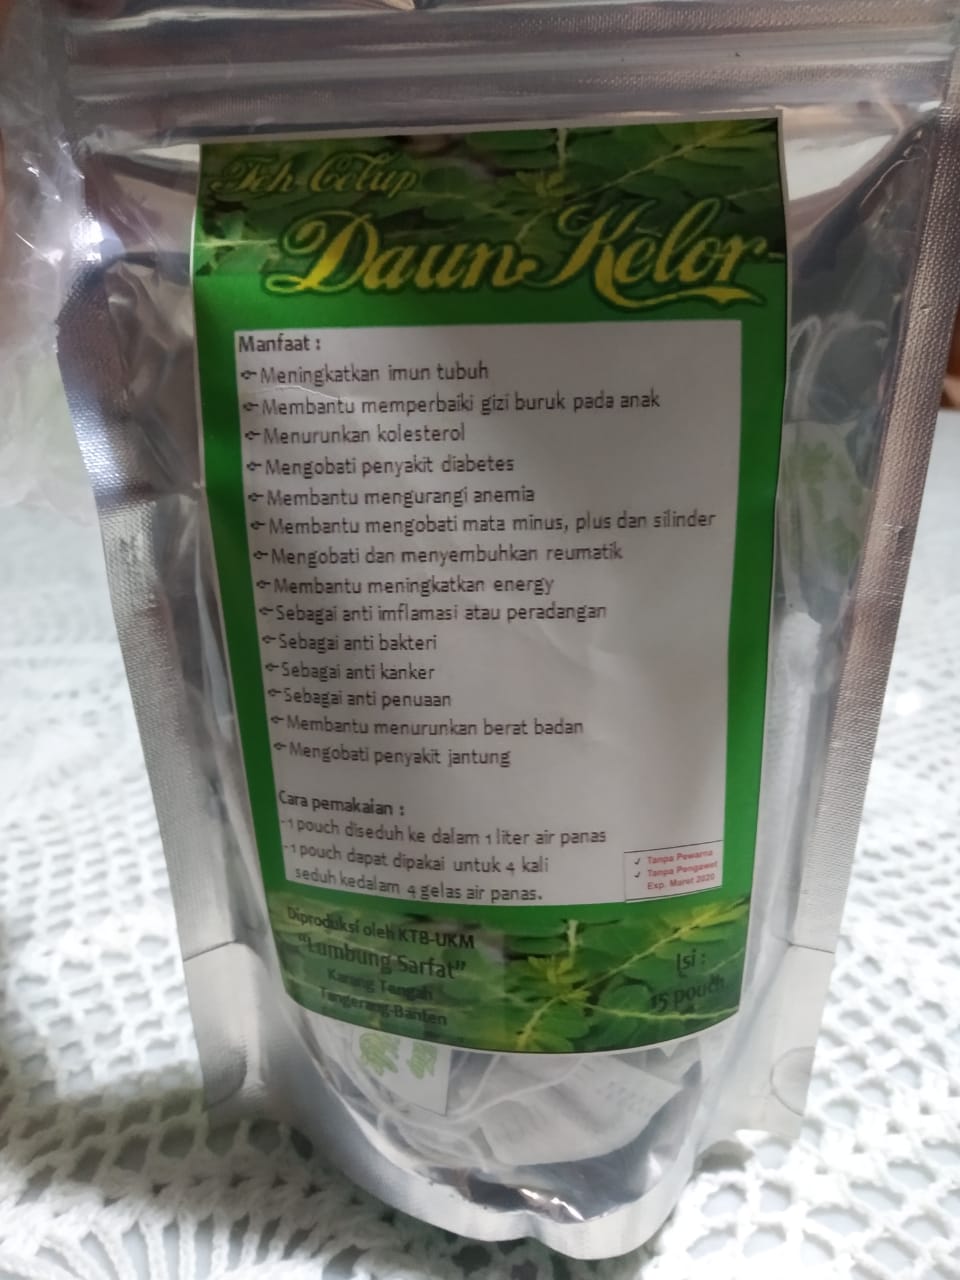 Teh Celup
Daun Kelor
Manfaat :
Meningkatkan imun tubuh
Membantu memperbaiki gizi buruk pada anak
Menurunkan kolesterol
Mengobati penyakit diabetes
Membantu mengurangi anemia
Membantu mengobati mata minus, plus dan silinder
Mengobati dan menyembuhkan reumatik
Membantu meningkatkan energy
Sebagai anti imflamasi atau peradangan
Sebagai anti bakteri
Sebagai anti kanker
Sebagai anti penuaan
Membantu menurunkan berat badan
Mengobati penyakit jantung
Cara pemakaian :
-1 pouch diseduh ke dalam 1 liter air panas
-1 pouch dapat dipakai untuk 4 kali
seduh kedalam 4 gelas air panas.
✓ Tanpa Pewarna
✓ Tanpa Pengawet
Exp. Maret 2020
Diproduksi oleh KTB-UKM
"Lumbung Sarfat"
Karang Tengah
Tangerang-Banten
Isi :
15 pouch